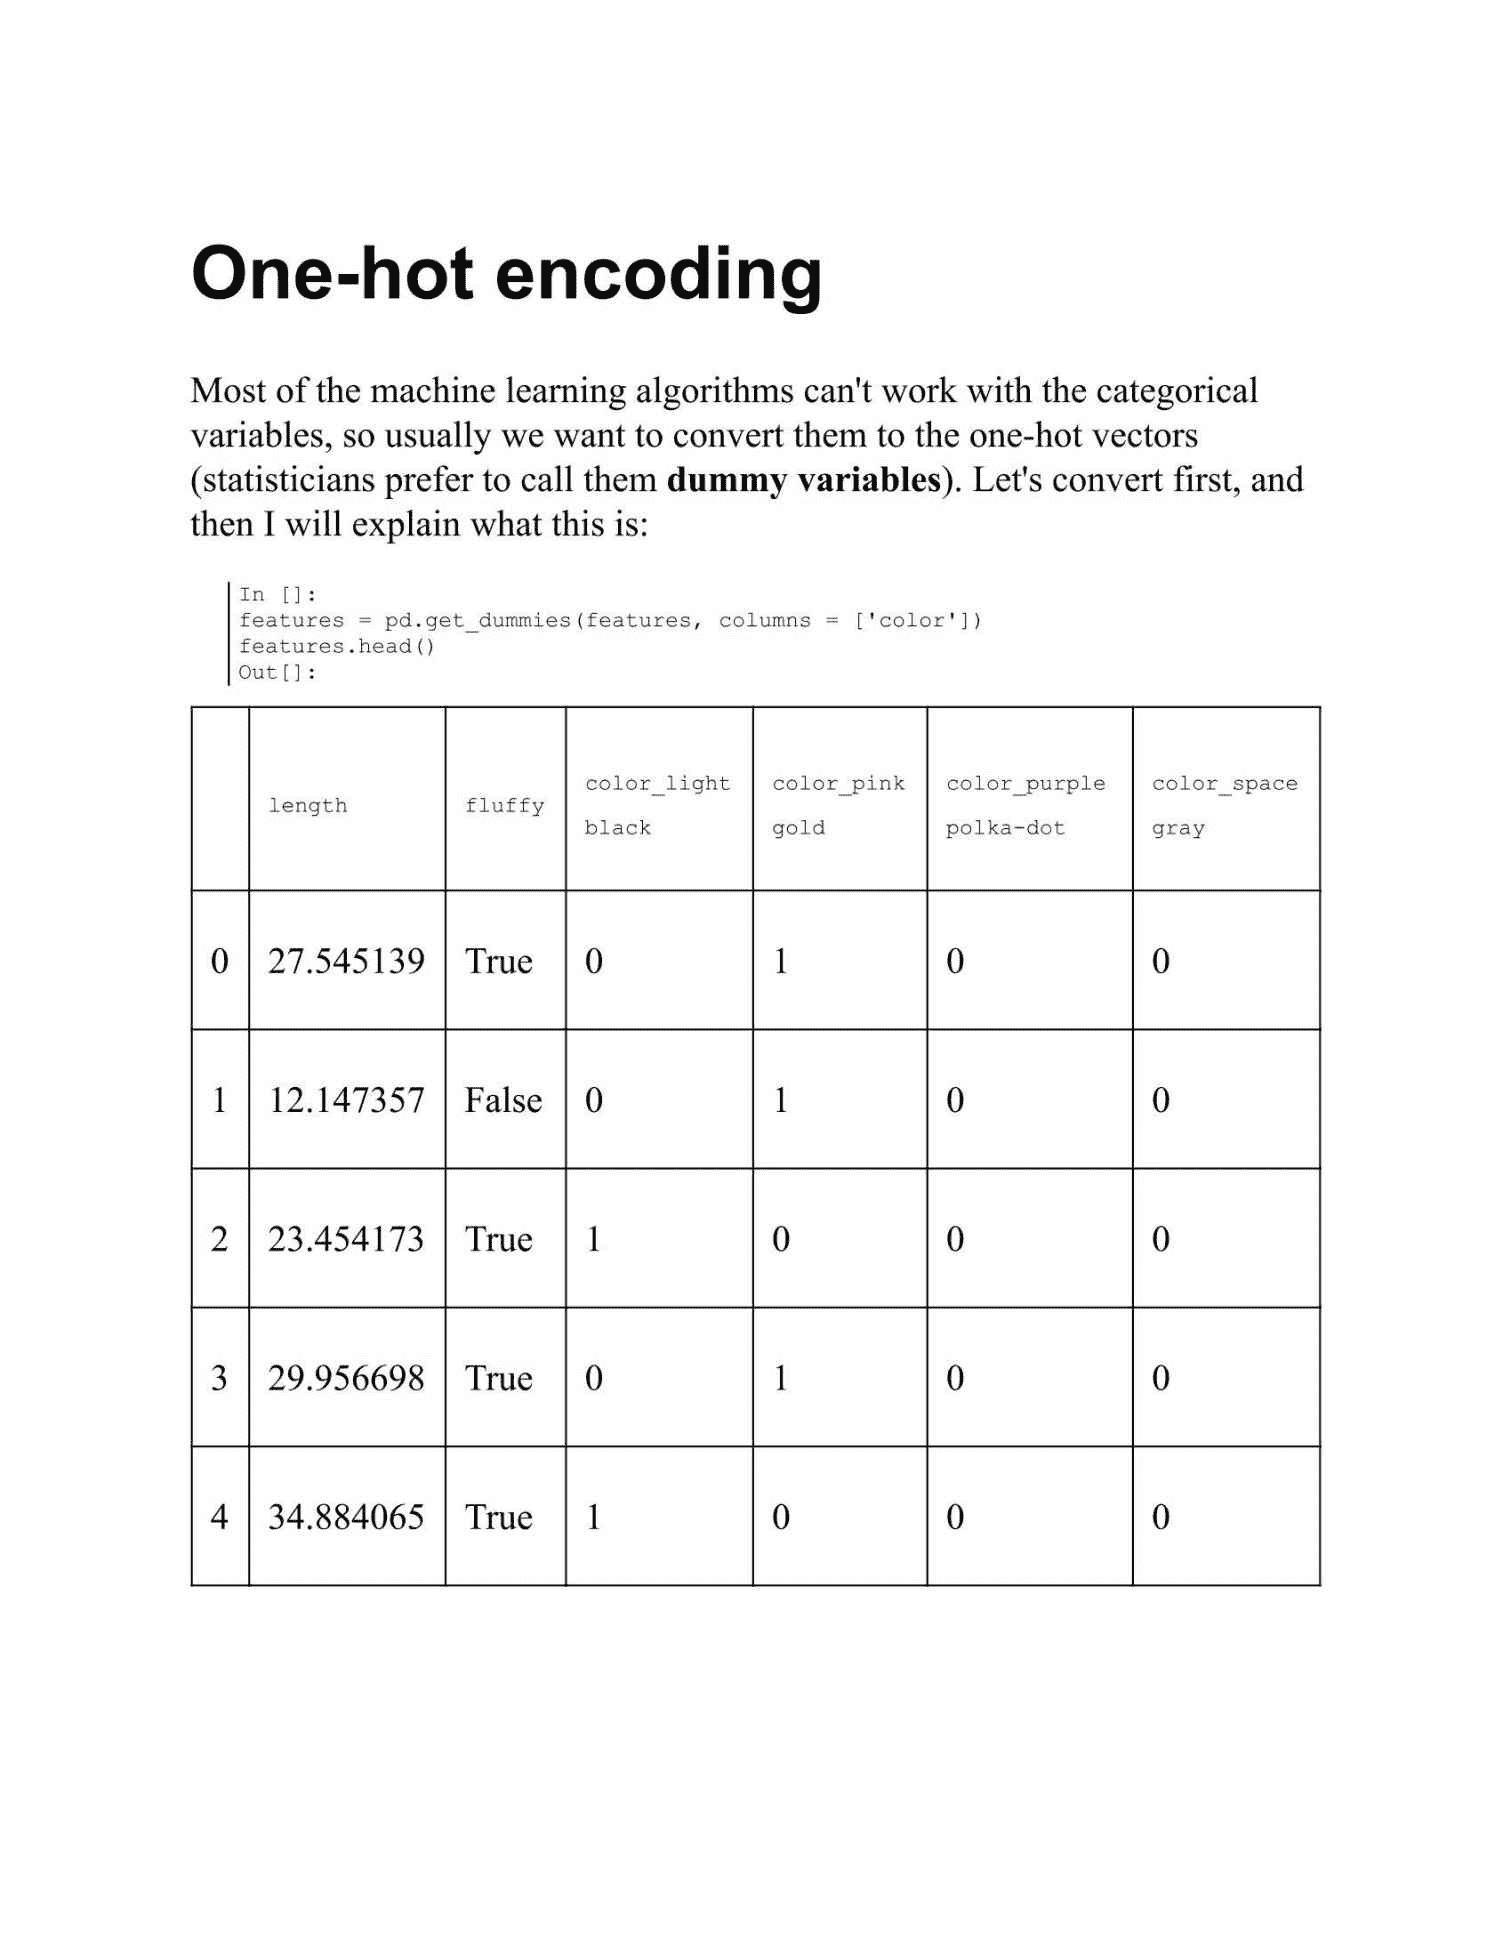 One-hot encoding
Most of the machine learning algorithms can't work with the categorical
variables, so usually we want to convert them to the one-hot vectors
(statisticians prefer to call them dummy variables). Let's convert first, and
then I will explain what this is:
In []:
features = pd.get_dummies(features, columns = ['color'])
features.head()
Out[]:
length fluffy color_light black color_pink gold color_purple polka-dot color_space gray
0 27.545139 True 0 1 0 0
1 12.147357 False 0 1 0 0
2 23.454173 True 1 0 0 0
3 29.956698 True 0 1 0 0
4 34.884065 True 1 0 0 0